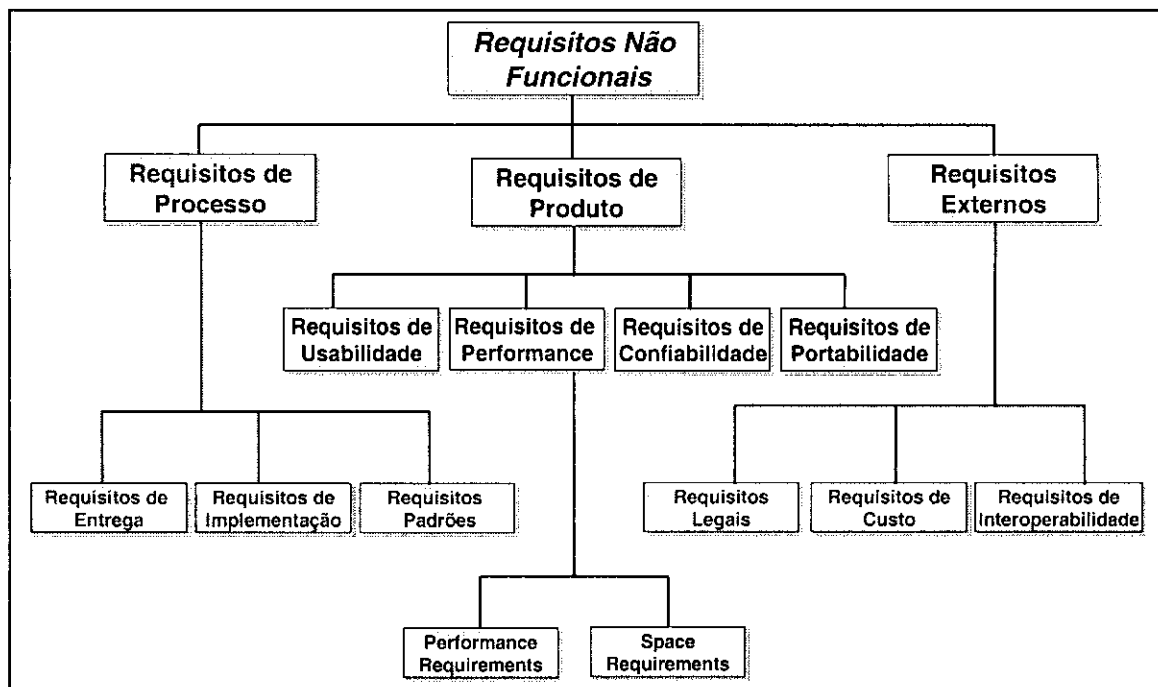 Requisitos Não
Funcionais
Requisitos de
Processo
Requisitos de
Produto
Requisitos
Externos
Requisitos de
Usabilidade
Requisitos de
Performance
Requisitos de
Confiabilidade
Requisitos de
Portabilidade
Requisitos de
Entrega
Requisitos de
Implementação
Requisitos
Padrões
Requisitos
Legais
Requisitos de
Custo
Requisitos de
Interoperabilidade
Performance
Requirements
Space
Requirements